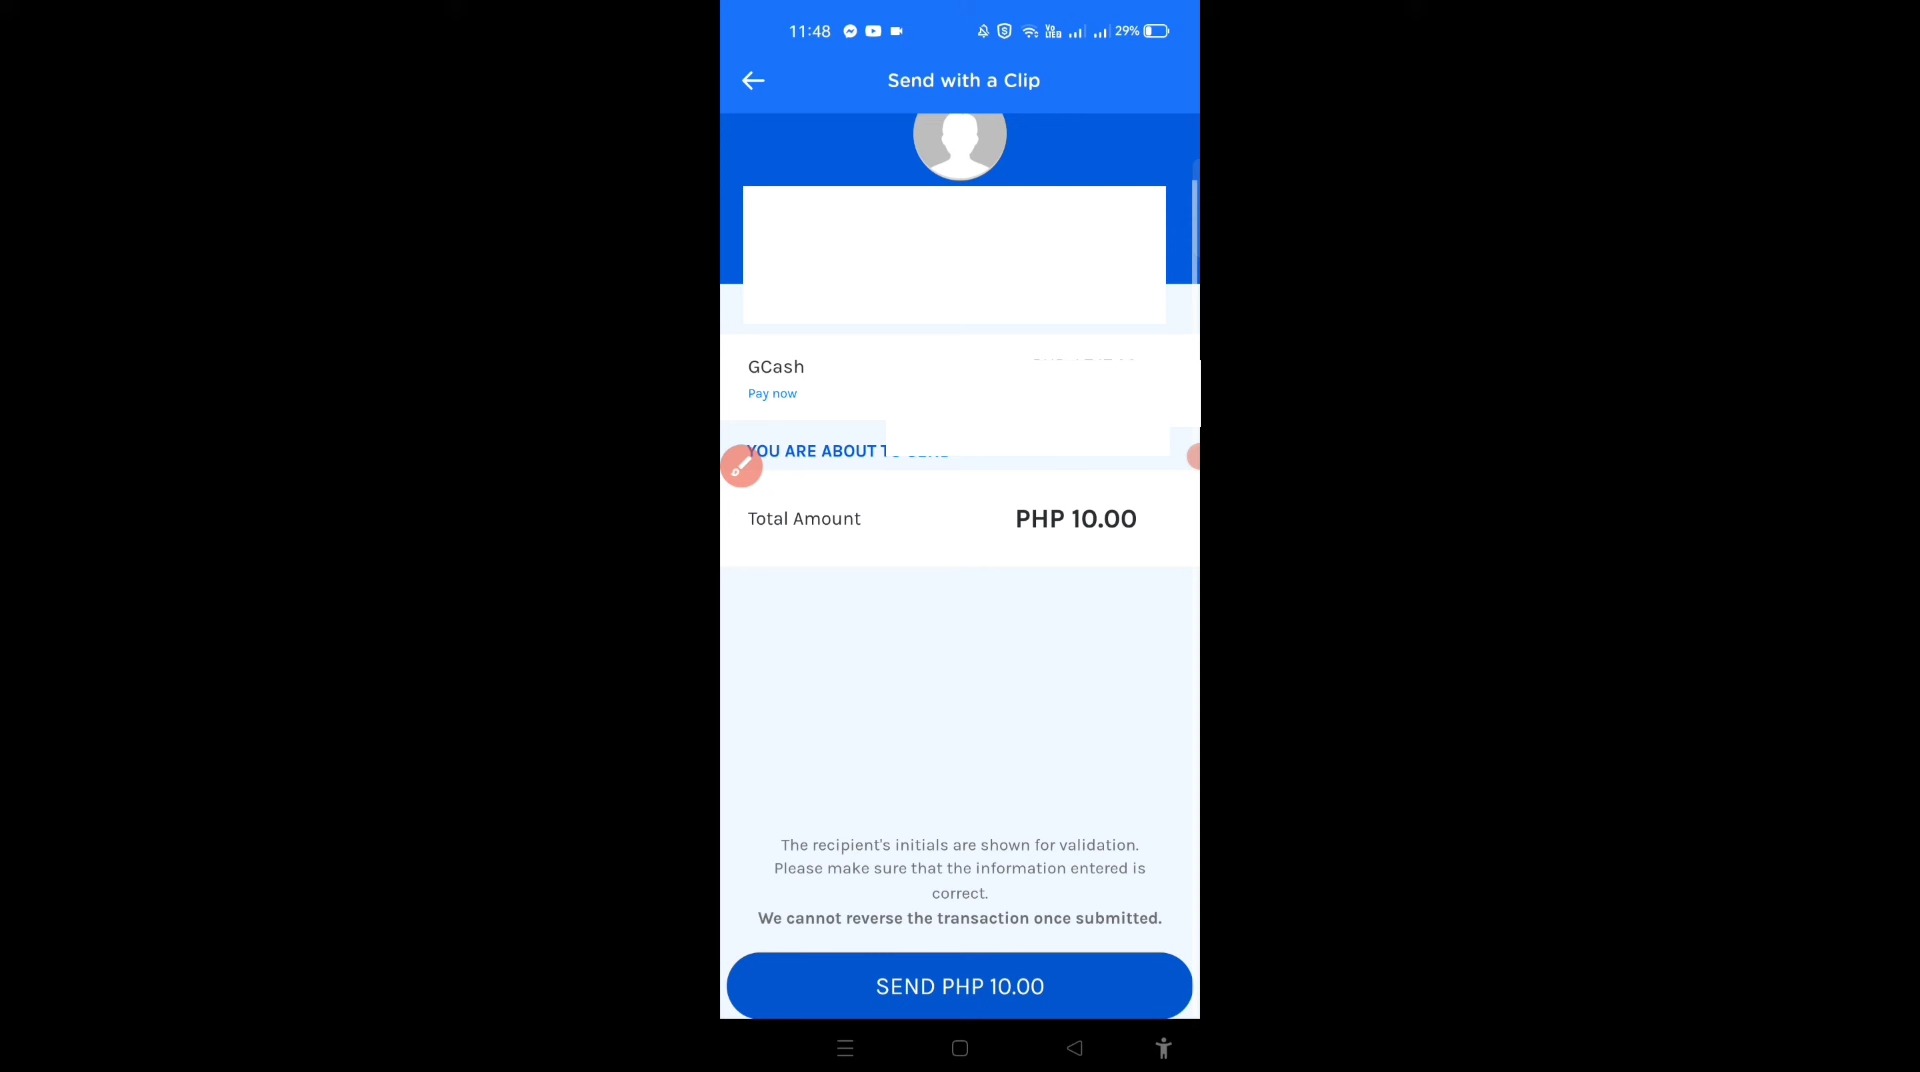 11:48
29%
Send with a Clip
GCash
Pay now
YOU ARE ABOUT
Total Amount
PHP 10.00
The recipient's initials are shown for validation.
Please make sure that the information entered is
correct.
We cannot reverse the transaction once submitted.
SEND PHP 10.00